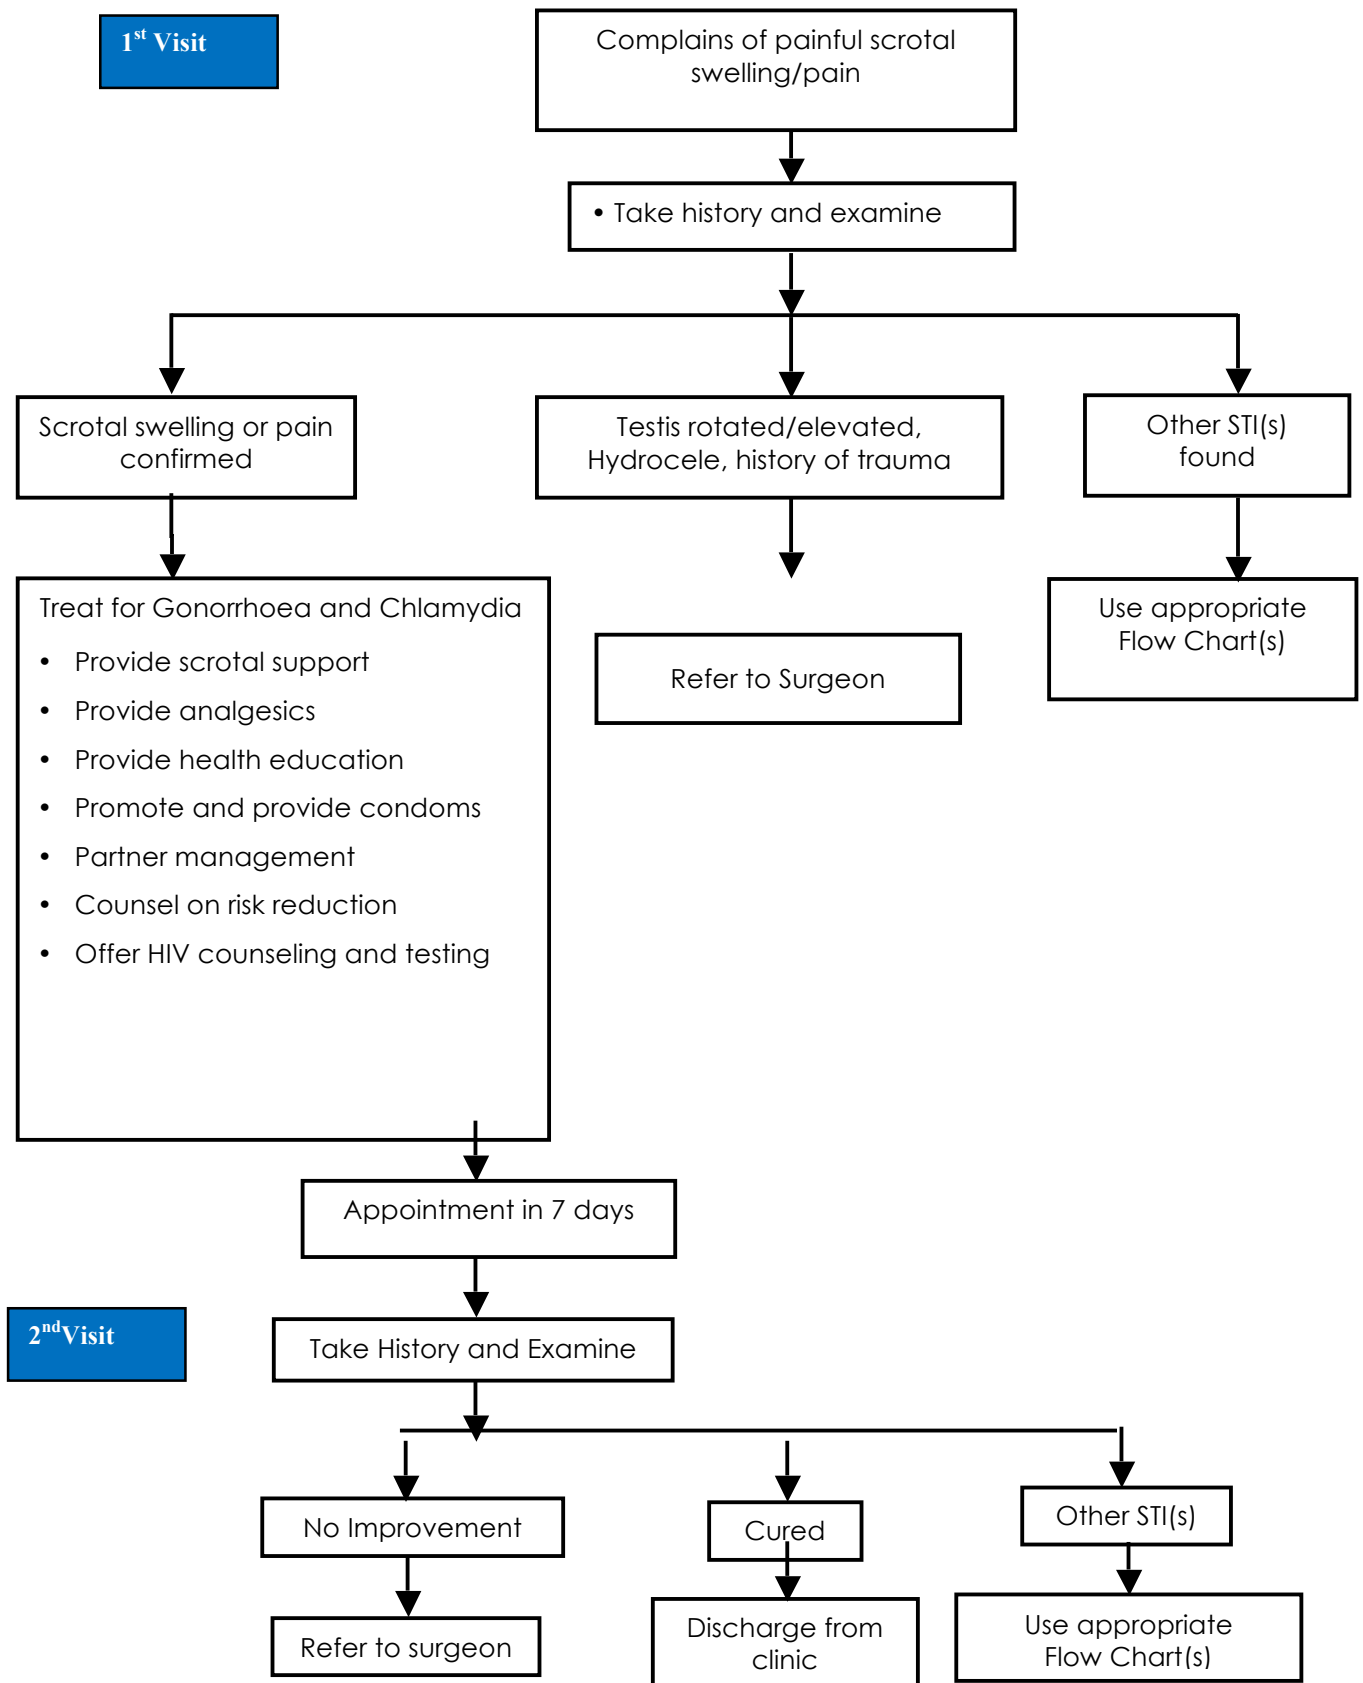 1st Visit
Complains of painful scrotal
swelling/pain
• Take history and examine
Scrotal swelling or pain
confirmed
Testis rotated/elevated,
Hydrocele, history of trauma
Other STI(s)
found
Treat for Gonorrhoea and Chlamydia
• Provide scrotal support
• Provide analgesics
• Provide health education
• Promote and provide condoms
• Partner management
• Counsel on risk reduction
• Offer HIV counseling and testing
Refer to Surgeon
Use appropriate
Flow Chart(s)
Appointment in 7 days
2ndVisit
Take History and Examine
No Improvement
Cured
Other STI(s)
Refer to surgeon
Discharge from
clinic
Use appropriate
Flow Chart(s)